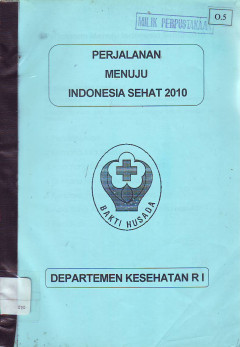 MILIK PERPUSTAKAAN
O.5
PERJALANAN
MENUJU
INDONESIA SEHAT 2010
BAKTI HUSADA
DEPARTEMEN KESEHATAN R I